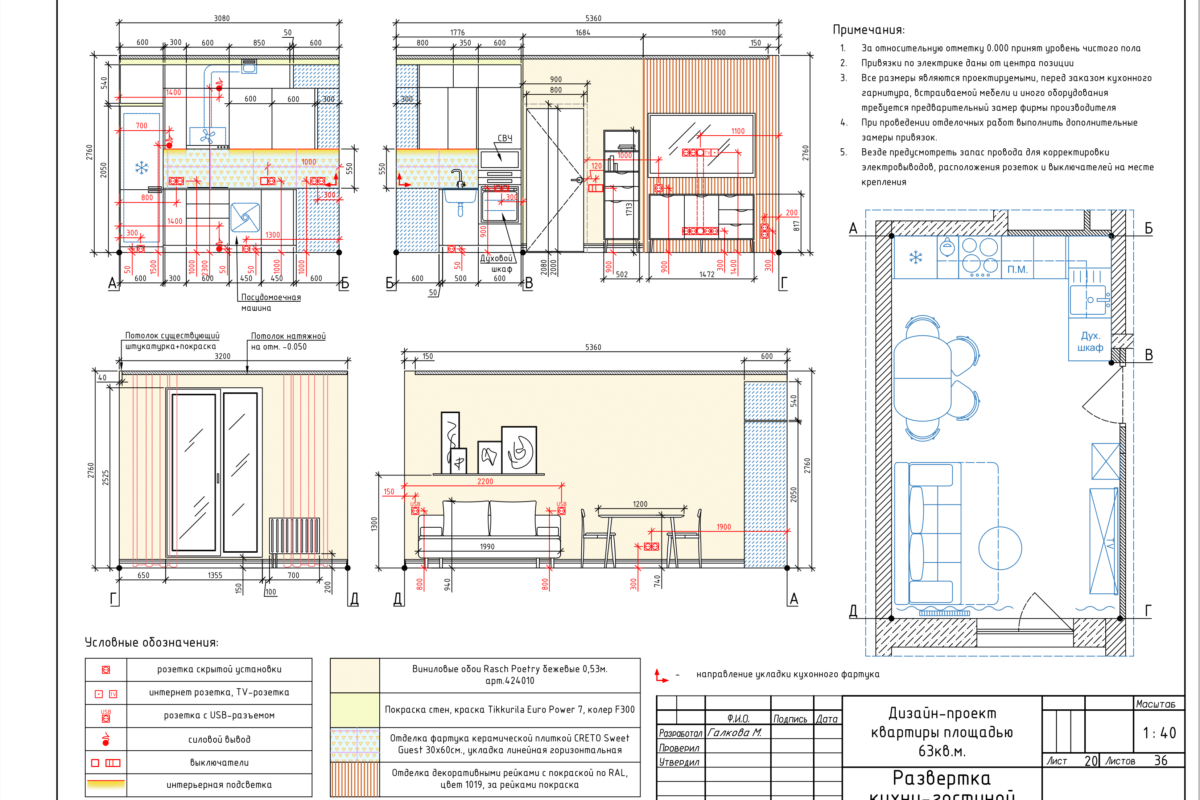 3080
600
300
600
850
50
600
540
1400
600
600
300
700
2760
2050
1000
550
800
300
1400
300
1300
50
1500
1000
2300
50
50
1000
1000
А
600
300
600
450
450
600
Б
Посудомоечная
машина
5360
1776
1684
1900
800
350
600
150
900
800
300
СВЧ
1100
1000
120
550
2760
300
1713
900
200
817
50
Духовой
шкаф
2080
2000
900
900
300
1400
300
Б
600
500
600
В
502
1472
Г
50
Примечания:
1. За относительную отметку 0.000 принят уровень чистого пола
2. Привязки по электрике даны от центра позиции
3. Все размеры являются проектируемыми, перед заказом кухонного
гарнитура, встраиваемой мебели и иного оборудования
требуется предварительный замер фирмы производителя
4. При проведении отделочных работ выполнить дополнительные
замеры привязок.
5. Везде предусмотреть запас провода для корректировки
электровыводов, расположения розеток и выключателей на месте
крепления
А
Б
П.М.
Дух.
шкаф
В
TV
Д
Г
Потолок существующий
штукатурка+покраска
Потолок натяжной
на отм. -0.050
3200
40
2760
2525
Г
650
1355
150
100
700
200
Д
5360
150
600
540
2200
150
USB
USB
1200
2050
2760
1300
1990
1900
Д
800
940
800
300
740
А
Условные обозначения:
розетка скрытой установки
TV
интернет розетка, TV-розетка
USB
розетка с USB-разъемом
силовой вывод
выключатели
интерьерная подсветка
Виниловые обои Rasch Poetry бежевые 0,53м.
арт.424010
Покраска стен, краска Tikkurila Euro Power 7, колер F300
Отделка фартука керамической плиткой CRETO Sweet
Guest 30х60см., укладка линейная горизонтальная
Отделка декоративными рейками с покраской по RAL,
цвет 1019, за рейками покраска
- направление укладки кухонного фартука
Ф.И.О. Подпись Дата
Разработал Галкова М.
Проверил
Утвердил
Дизайн-проект
квартиры площадью
63кв.м.
Развертка
кухни-гостиной
Масштаб
1 : 40
Лист 20 Листов 36